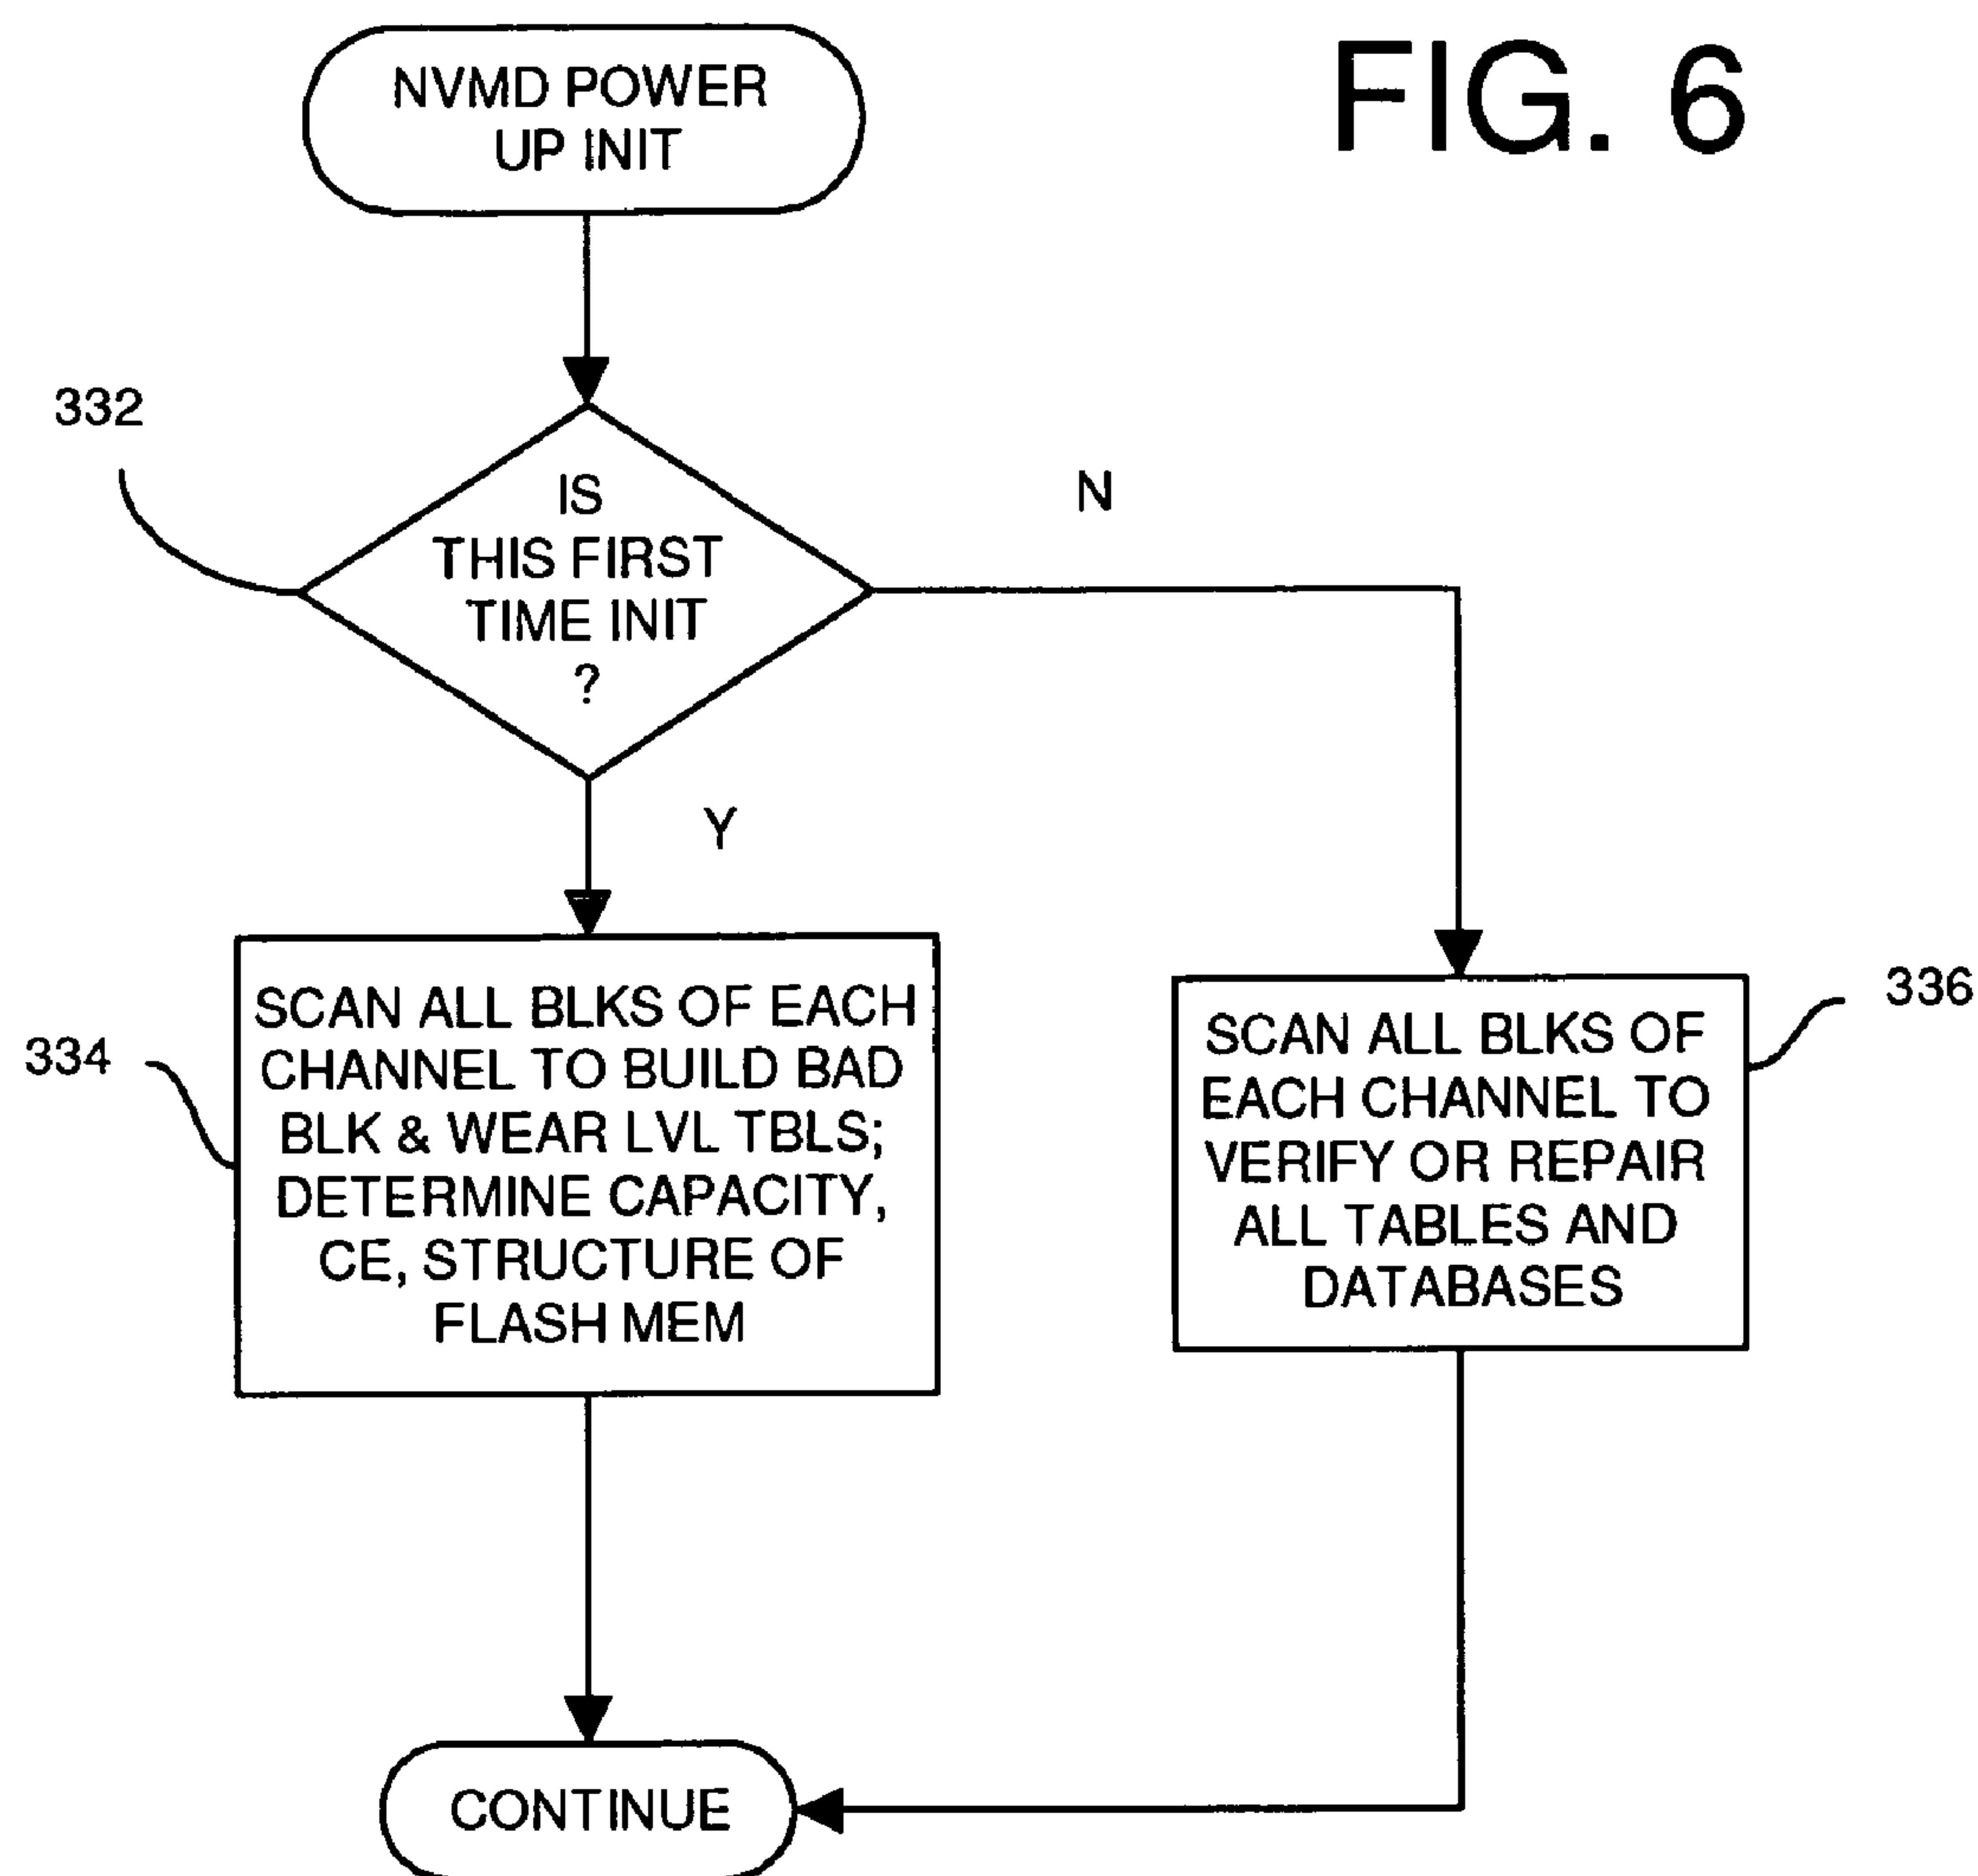 FIG. 6
NVMD POWER
UP INIT
332
IS
THIS FIRST
TIME INIT
?
N
Y
334
SCAN ALL BLKS OF EACH
CHANNEL TO BUILD BAD
BLK & WEAR LVL TBLS;
DETERMINE CAPACITY,
CE, STRUCTURE OF
FLASH MEM
336
SCAN ALL BLKS OF
EACH CHANNEL TO
VERIFY OR REPAIR
ALL TABLES AND
DATABASES
CONTINUE